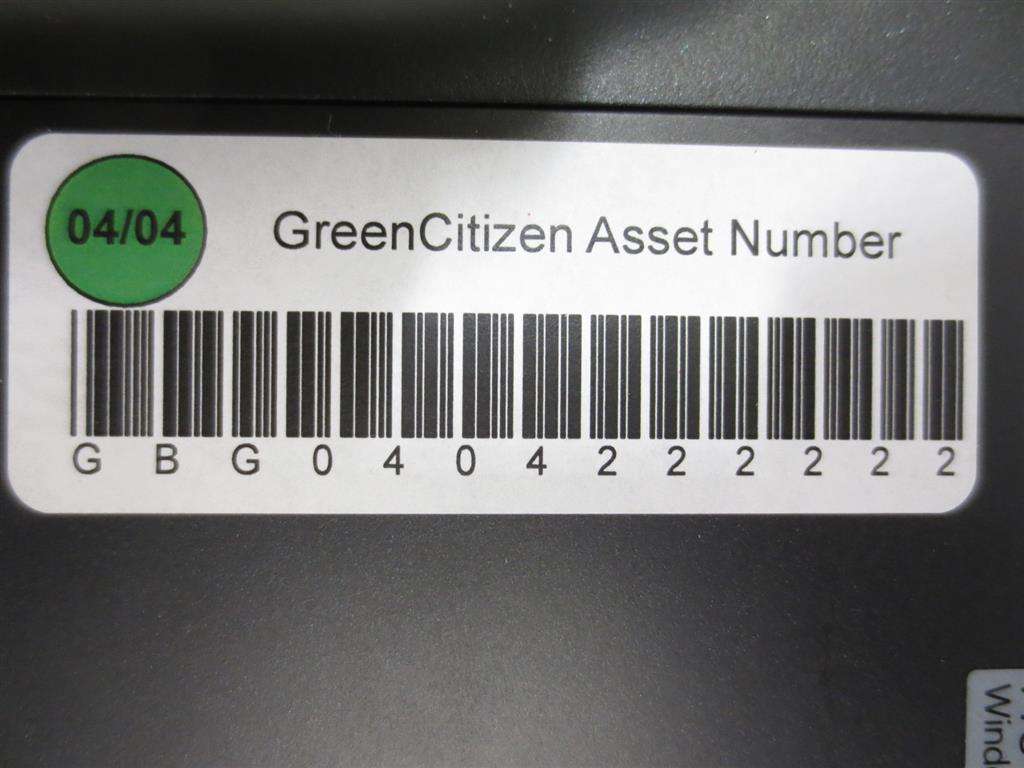 04/04
GreenCitizen Asset Number
G B G 0 4 0 4 2 2 2 2 2 2